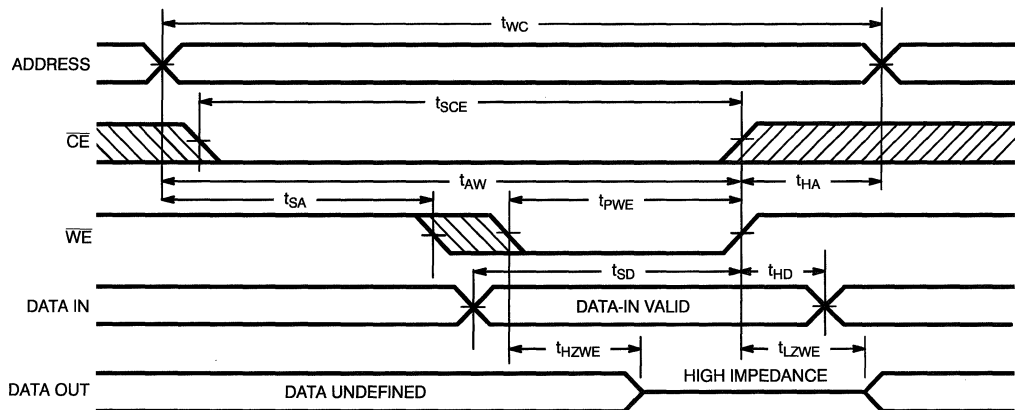 tWC
ADDRESS
tSCE
CE
tAW
tHA
tSA
tPWE
WE
tSD
tHD
DATA IN
DATA-IN VALID
tHZWE
tLZWE
DATA OUT
DATA UNDEFINED
HIGH IMPEDANCE